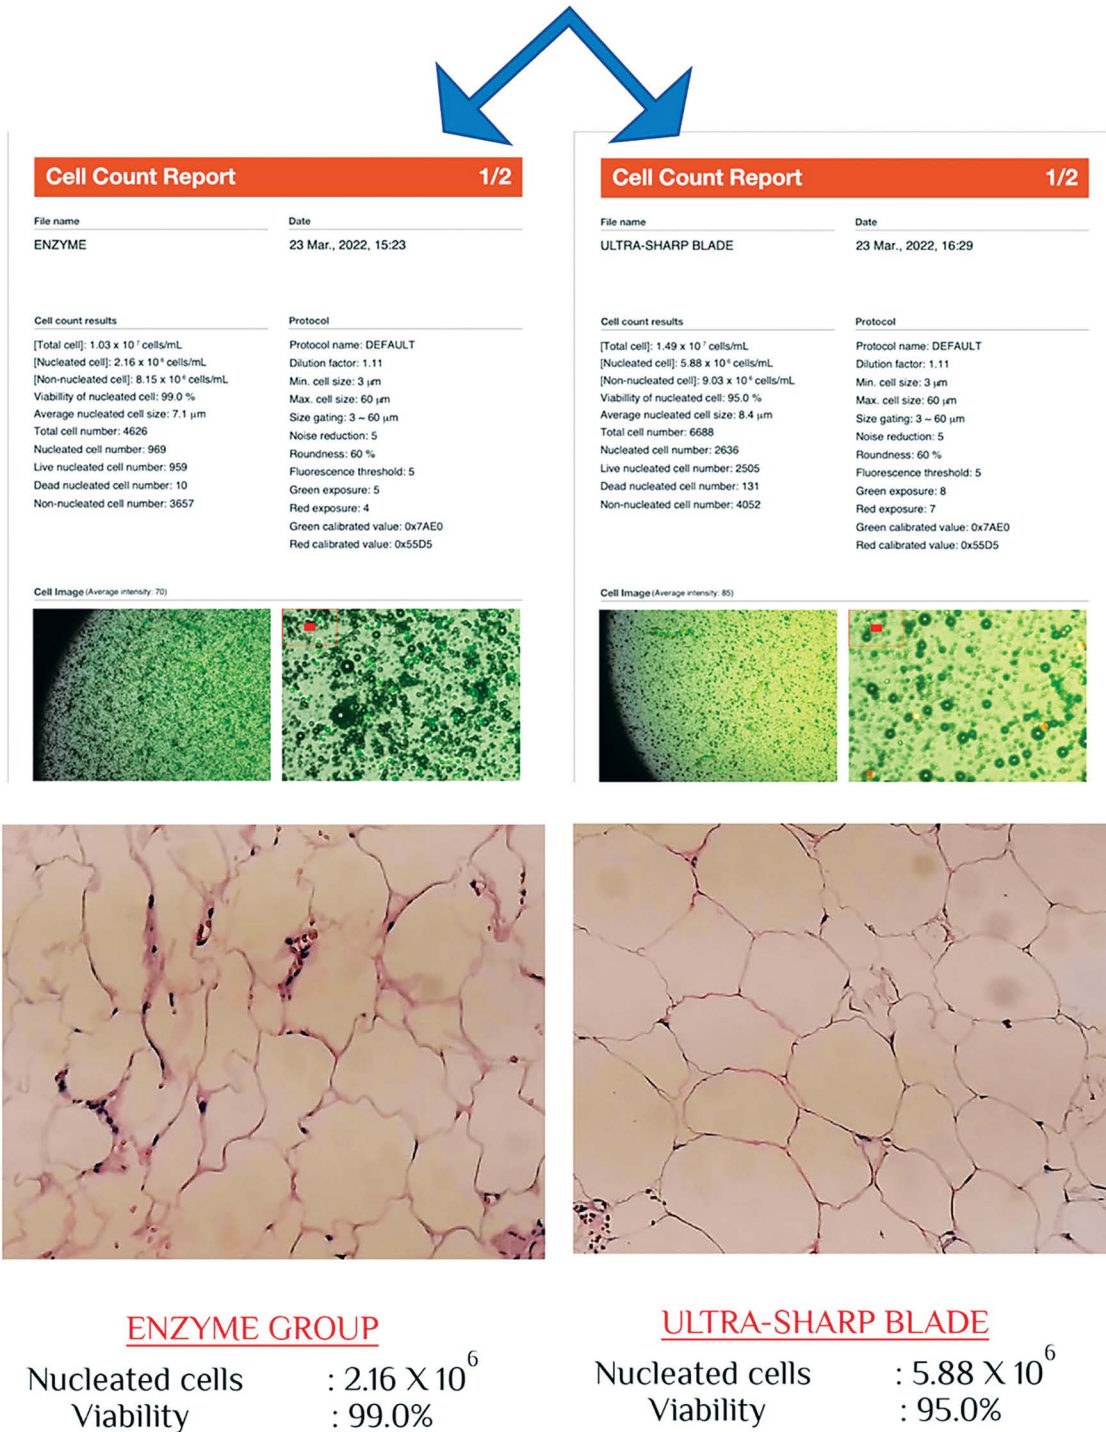 Cell Count Report 1/2
File name Date
ENZYME 23 Mar., 2022, 15:23
Cell count results
[Total cell]: 1.03 x 10⁷ cells/mL
[Nucleated cell]: 2.16 x 10⁶ cells/mL
[Non-nucleated cell]: 8.15 x 10⁶ cells/mL
Viabillity of nucleated cell: 99.0 %
Average nucleated cell size: 7.1 µm
Total cell number: 4626
Nucleated cell number: 969
Live nucleated cell number: 959
Dead nucleated cell number: 10
Non-nucleated cell number: 3657
Protocol
Protocol name: DEFAULT
Dilution factor: 1.11
Min. cell size: 3 µm
Max. cell size: 60 µm
Size gating: 3 ~ 60 µm
Noise reduction: 5
Roundness: 60 %
Fluorescence threshold: 5
Green exposure: 5
Red exposure: 4
Green calibrated value: 0x7AE0
Red calibrated value: 0x55D5
Cell Image (Average intensity: 70)
Cell Count Report 1/2
File name Date
ULTRA-SHARP BLADE 23 Mar., 2022, 16:29
Cell count results
[Total cell]: 1.49 x 10⁷ cells/mL
[Nucleated cell]: 5.88 x 10⁶ cells/mL
[Non-nucleated cell]: 9.03 x 10⁶ cells/mL
Viabillity of nucleated cell: 95.0 %
Average nucleated cell size: 8.4 µm
Total cell number: 6688
Nucleated cell number: 2636
Live nucleated cell number: 2505
Dead nucleated cell number: 131
Non-nucleated cell number: 4052
Protocol
Protocol name: DEFAULT
Dilution factor: 1.11
Min. cell size: 3 µm
Max. cell size: 60 µm
Size gating: 3 ~ 60 µm
Noise reduction: 5
Roundness: 60 %
Fluorescence threshold: 5
Green exposure: 8
Red exposure: 7
Green calibrated value: 0x7AE0
Red calibrated value: 0x55D5
Cell Image (Average intensity: 85)
ENZYME GROUP
Nucleated cells : 2.16 X 10⁶
Viability : 99.0%
ULTRA-SHARP BLADE
Nucleated cells : 5.88 X 10⁶
Viability : 95.0%